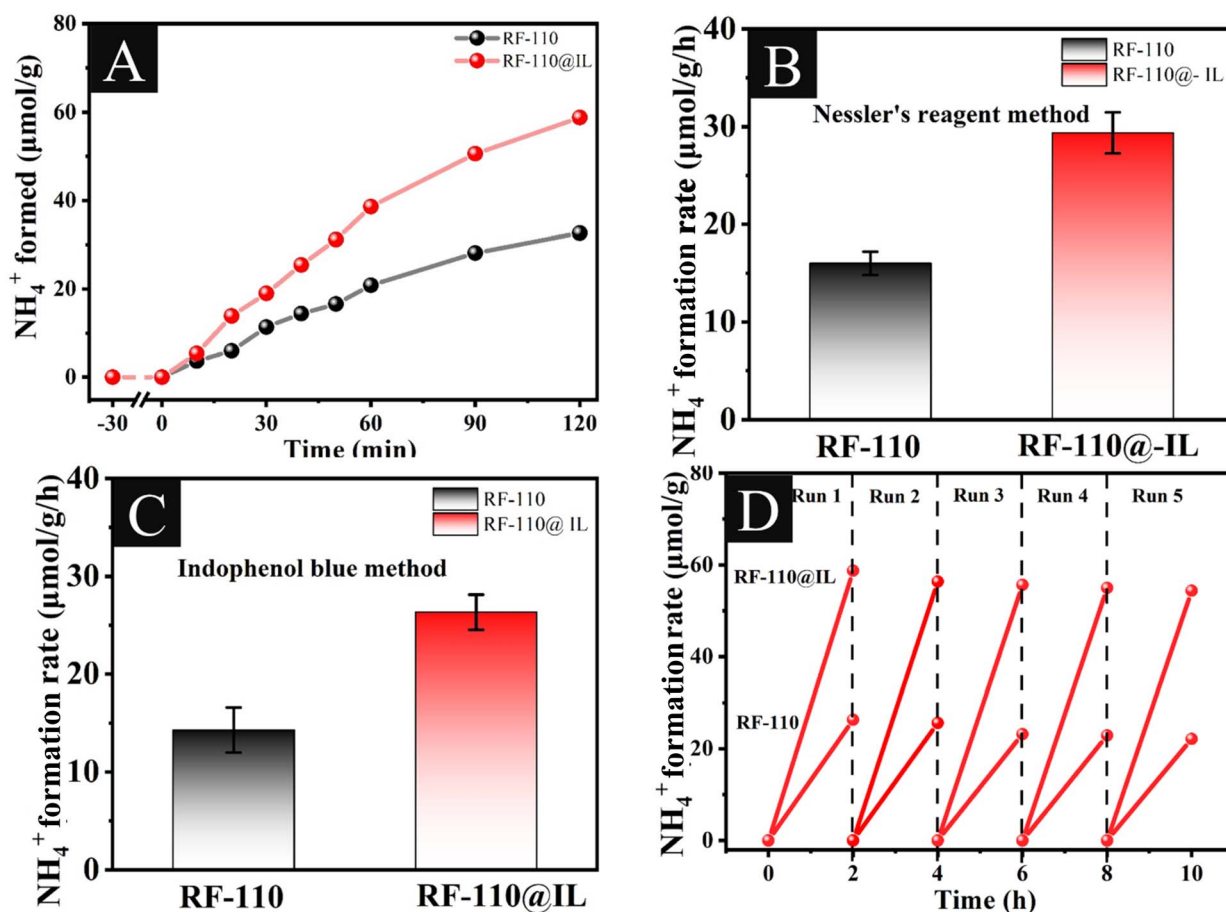 A
NH₄⁺ formed (μmol/g)
80
60
40
20
0
RF-110
RF-110@IL
-30
0
30
60
90
120
Time (min)
B
NH₄⁺ formation rate (μmol/g/h)
40
30
20
10
0
RF-110
RF-110@- IL
Nessler's reagent method
RF-110
RF-110@-IL
C
NH₄⁺ formation rate (μmol/g/h)
40
30
20
10
0
RF-110
RF-110@ IL
Indophenol blue method
RF-110
RF-110@IL
D
NH₄⁺ formation rate (μmol/g)
80
60
40
20
0
Run 1
Run 2
Run 3
Run 4
Run 5
RF-110@IL
RF-110
0
2
4
6
8
10
Time (h)